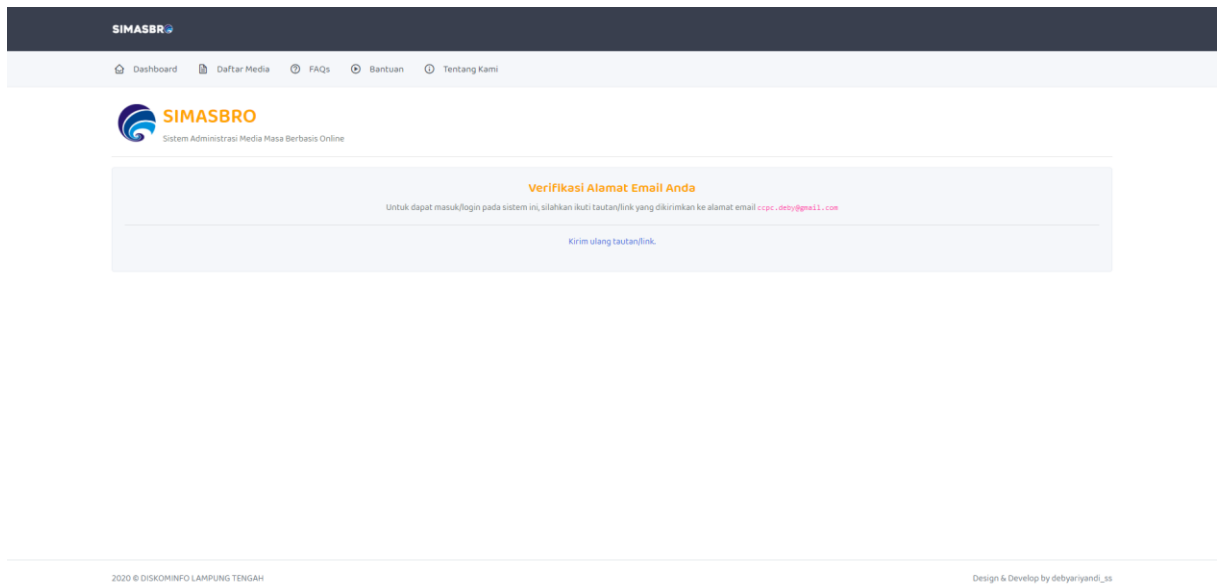 SIMASBRO
Dashboard Daftar Media FAQs Bantuan Tentang Kami
SIMASBRO
Sistem Administrasi Media Masa Berbasis Online
Verifikasi Alamat Email Anda
Untuk dapat masuk/login pada sistem ini, silahkan ikuti tautan/link yang dikirimkan ke alamat email ccpc.deby@gmail.com
Kirim ulang tautan/link.
2020 © DISKOMINFO LAMPUNG TENGAH Design & Develop by debyariyandi_ss